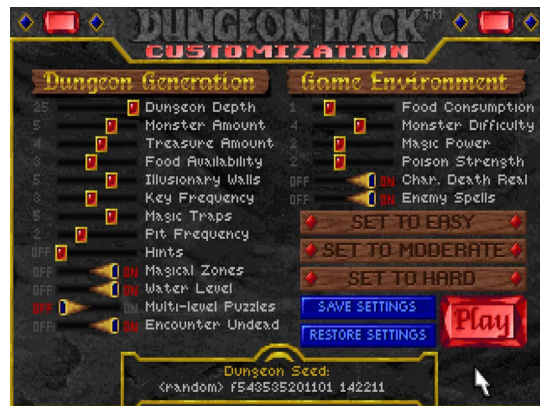 DUNGEON HACK™
CUSTOMIZATION
Dungeon Generation
25 Dungeon Depth
5 Monster Amount
4 Treasure Amount
3 Food Availability
5 Illusionary Walls
3 Key Frequency
5 Magic Traps
2 Pit Frequency
OFF Hints
OFF ON Magical Zones
OFF ON Water Level
OFF ON Multi-level Puzzles
OFF ON Encounter Undead
Game Environment
1 Food Consumption
4 Monster Difficulty
2 Magic Power
2 Poison Strength
OFF ON Char. Death Real
OFF ON Enemy Spells
SET TO EASY
SET TO MODERATE
SET TO HARD
SAVE SETTINGS
RESTORE SETTINGS
Play
Dungeon Seed:
<random> f543535201101 142211